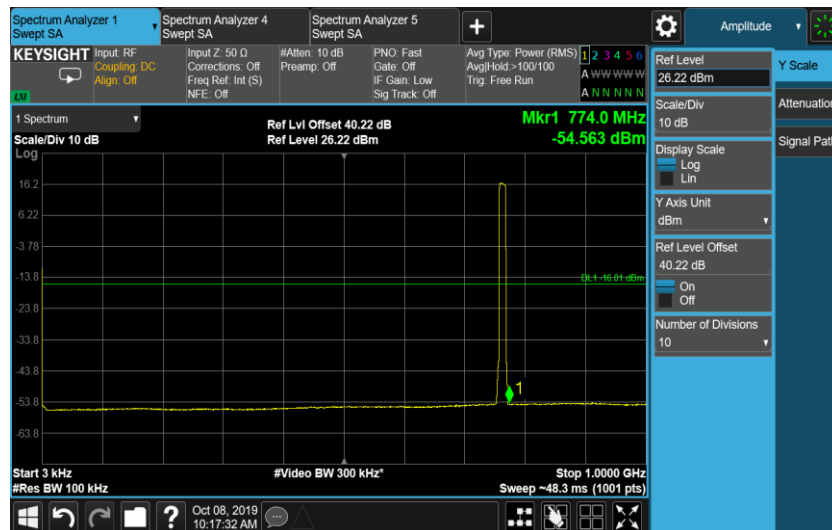 Spectrum Analyzer 1
Swept SA
Spectrum Analyzer 4
Swept SA
Spectrum Analyzer 5
Swept SA
+
Amplitude
KEYSIGHT
Input: RF
Coupling: DC
Align: Off
Input Z: 50 Ω
Corrections: Off
Freq Ref: Int (S)
NFE: Off
#Atten: 10 dB
Preamp: Off
PNO: Fast
Gate: Off
IF Gain: Low
Sig Track: Off
Avg Type: Power (RMS)
Avg|Hold:>100/100
Trig: Free Run
1 2 3 4 5 6
A W W W W W
A N N N N N
LXI
1 Spectrum
Scale/Div 10 dB
Ref Lvl Offset 40.22 dB
Ref Level 26.22 dBm
Mkr1 774.0 MHz
-54.563 dBm
Log
16.2
6.22
-3.78
-13.8
DL1 -16.01 dBm
-23.8
-33.8
-43.8
1
-53.8
-63.8
Start 3 kHz
#Video BW 300 kHz*
Stop 1.0000 GHz
#Res BW 100 kHz
Sweep ~48.3 ms (1001 pts)
?
Oct 08, 2019
10:17:32 AM
Ref Level
26.22 dBm
Scale/Div
10 dB
Display Scale
Log
Lin
Y Axis Unit
dBm
Ref Level Offset
40.22 dB
On
Off
Number of Divisions
10
Y Scale
Attenuation
Signal Path